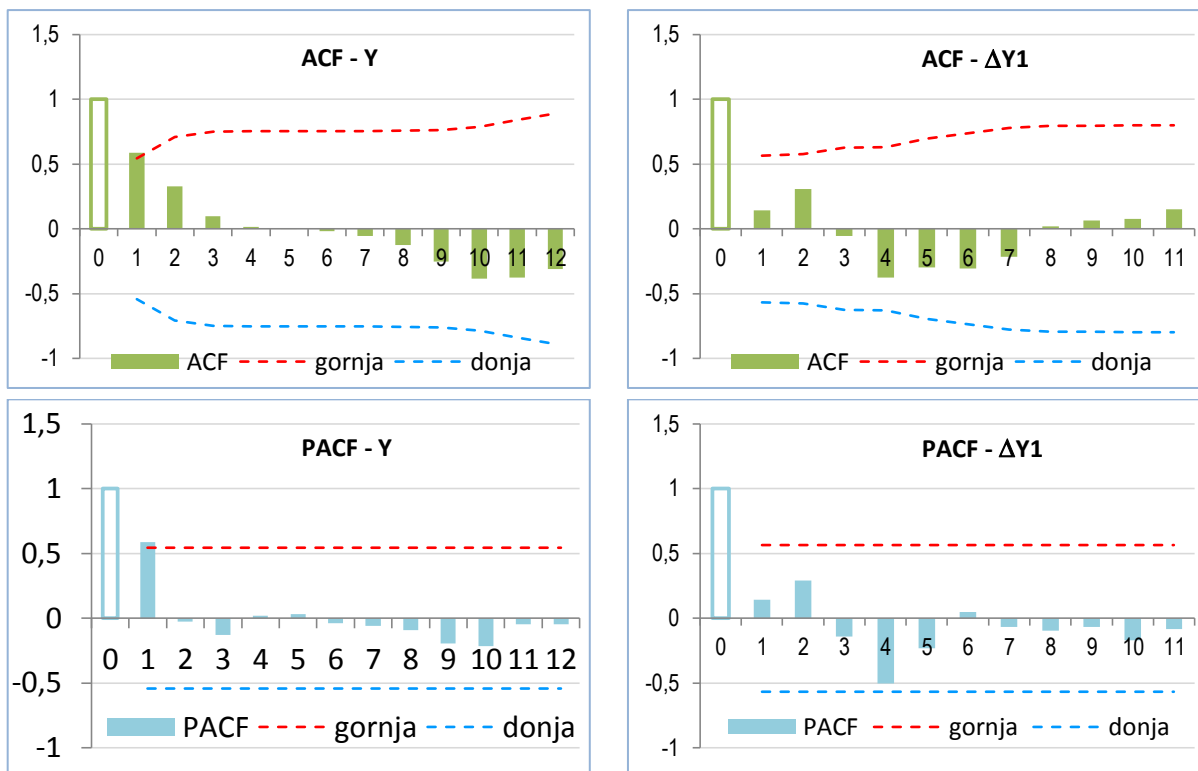 ACF - Y
1,5
1
0,5
0
-0,5
-1
0 1 2 3 4 5 6 7 8 9 10 11 12
ACF gornja donja
ACF - ΔY1
1,5
1
0,5
0
-0,5
-1
0 1 2 3 4 5 6 7 8 9 10 11
ACF gornja donja
PACF - Y
1,5
1
0,5
0
-0,5
-1
0 1 2 3 4 5 6 7 8 9 10 11 12
PACF gornja donja
PACF - ΔY1
1,5
1
0,5
0
-0,5
-1
0 1 2 3 4 5 6 7 8 9 10 11
PACF gornja donja